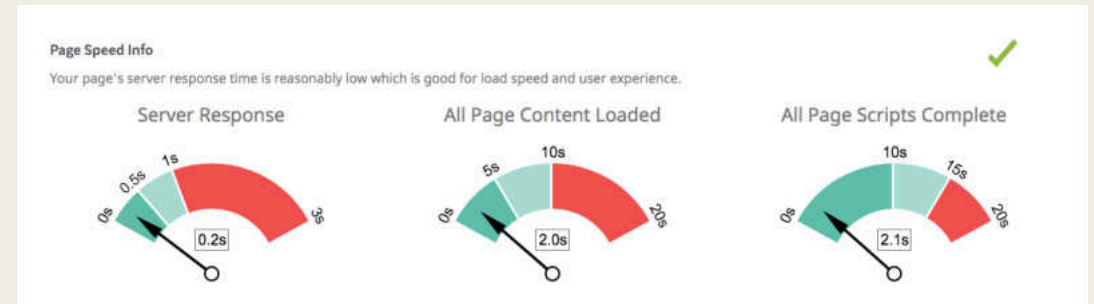 Page Speed Info
Your page's server response time is reasonably low which is good for load speed and user experience.
Server Response
All Page Content Loaded
All Page Scripts Complete
0s
0.5s
1s
3s
0.2s
0s
5s
10s
20s
2.0s
0s
10s
15s
20s
2.1s